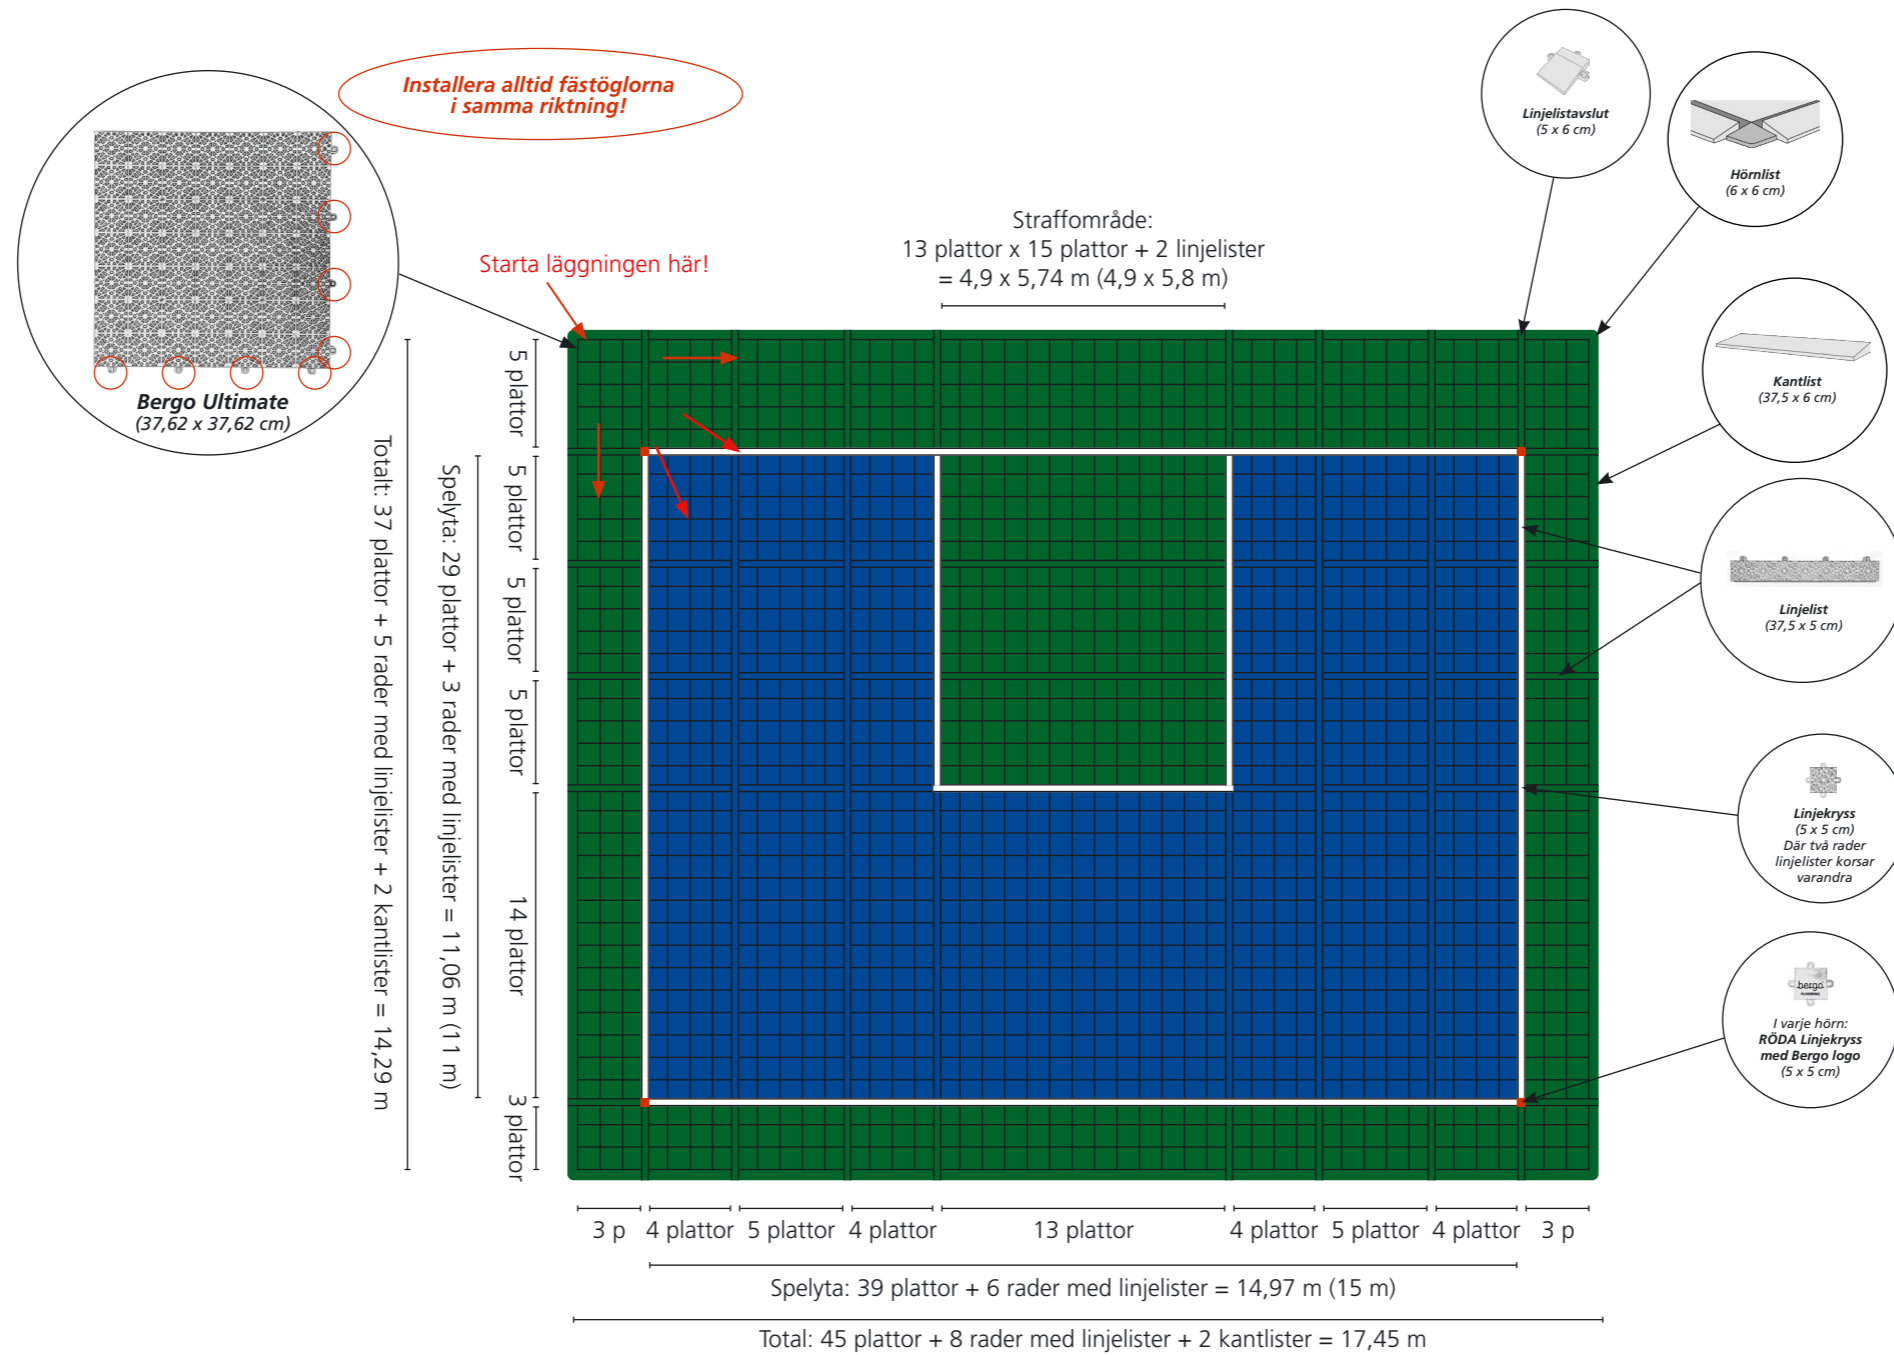 Installera alltid fästöglorna
i samma riktning!
Bergo Ultimate
(37,62 x 37,62 cm)
Starta läggningen här!
Straffområde:
13 plattor x 15 plattor + 2 linjelister
= 4,9 x 5,74 m (4,9 x 5,8 m)
Linjelistavslut
(5 x 6 cm)
Hörnlist
(6 x 6 cm)
Kantlist
(37,5 x 6 cm)
Linjelist
(37,5 x 5 cm)
Linjekryss
(5 x 5 cm)
Där två rader
linjelister korsar
varandra
bergo
FLOORING
I varje hörn:
RÖDA Linjekryss
med Bergo logo
(5 x 5 cm)
Totalt: 37 plattor + 5 rader med linjelister + 2 kantlister = 14,29 m
Spelyta: 29 plattor + 3 rader med linjelister = 11,06 m (11 m)
5 plattor
5 plattor
5 plattor
5 plattor
14 plattor
3 plattor
3 p
4 plattor
5 plattor
4 plattor
13 plattor
4 plattor
5 plattor
4 plattor
3 p
Spelyta: 39 plattor + 6 rader med linjelister = 14,97 m (15 m)
Total: 45 plattor + 8 rader med linjelister + 2 kantlister = 17,45 m